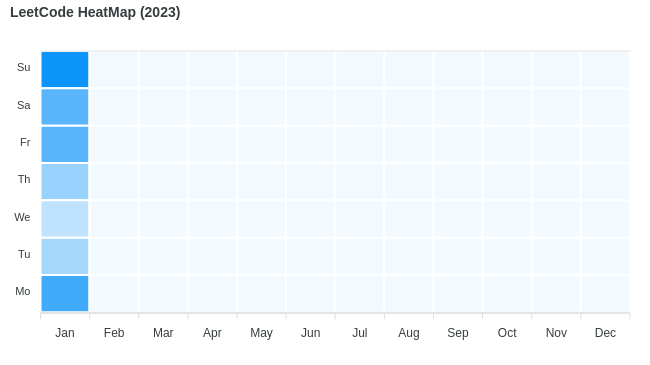 LeetCode HeatMap (2023)
Su
Sa
Fr
Th
We
Tu
Mo
Jan Feb Mar Apr May Jun Jul Aug Sep Oct Nov Dec